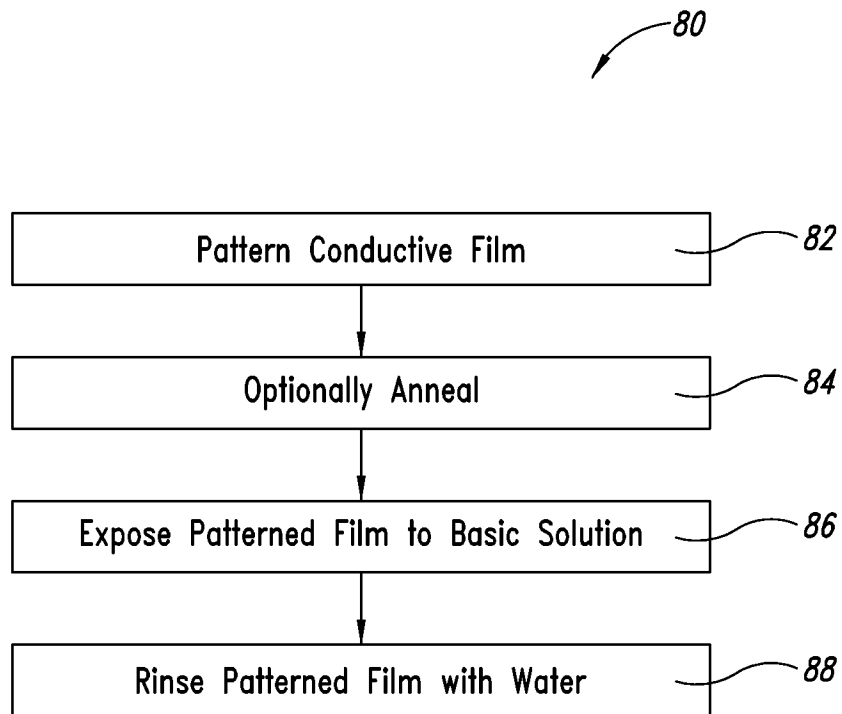 80
Pattern Conductive Film
82
Optionally Anneal
84
Expose Patterned Film to Basic Solution
86
Rinse Patterned Film with Water
88